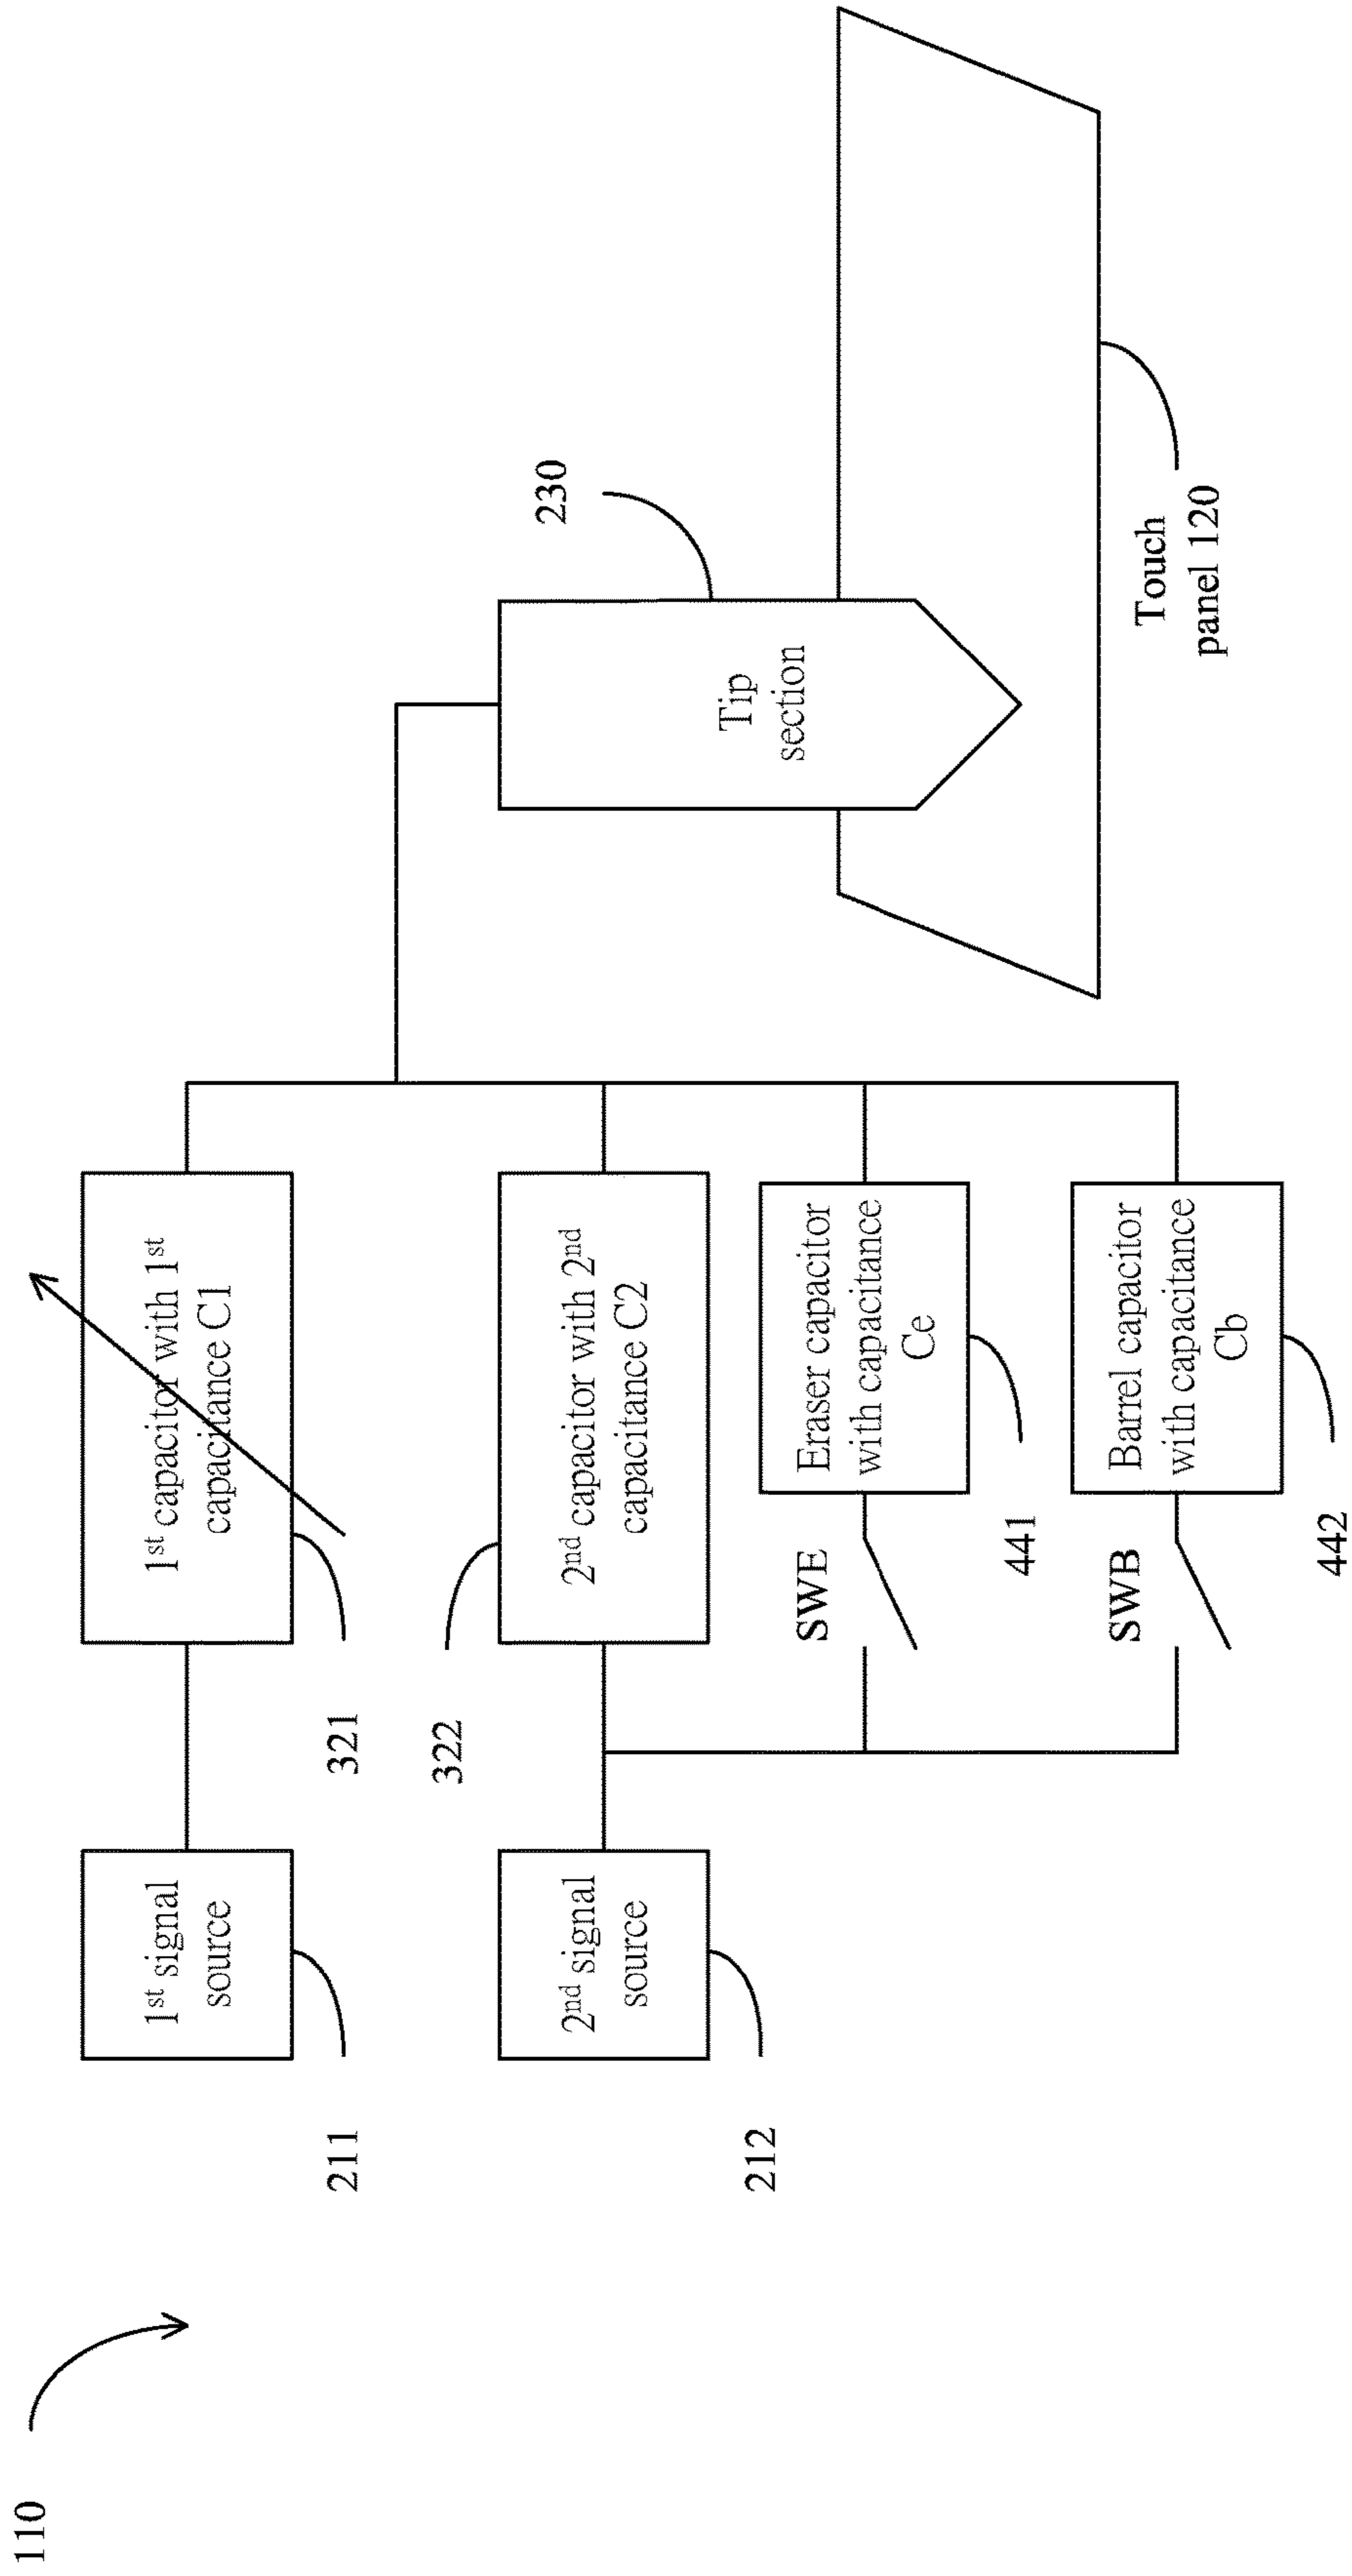 110
1st signal
source
211
1st capacitor with 1st
capacitance C1
321
2nd signal
source
212
2nd capacitor with 2nd
capacitance C2
322
SWE
Eraser capacitor
with capacitance
Ce
441
SWB
Barrel capacitor
with capacitance
Cb
442
Tip
section
230
Touch
panel 120